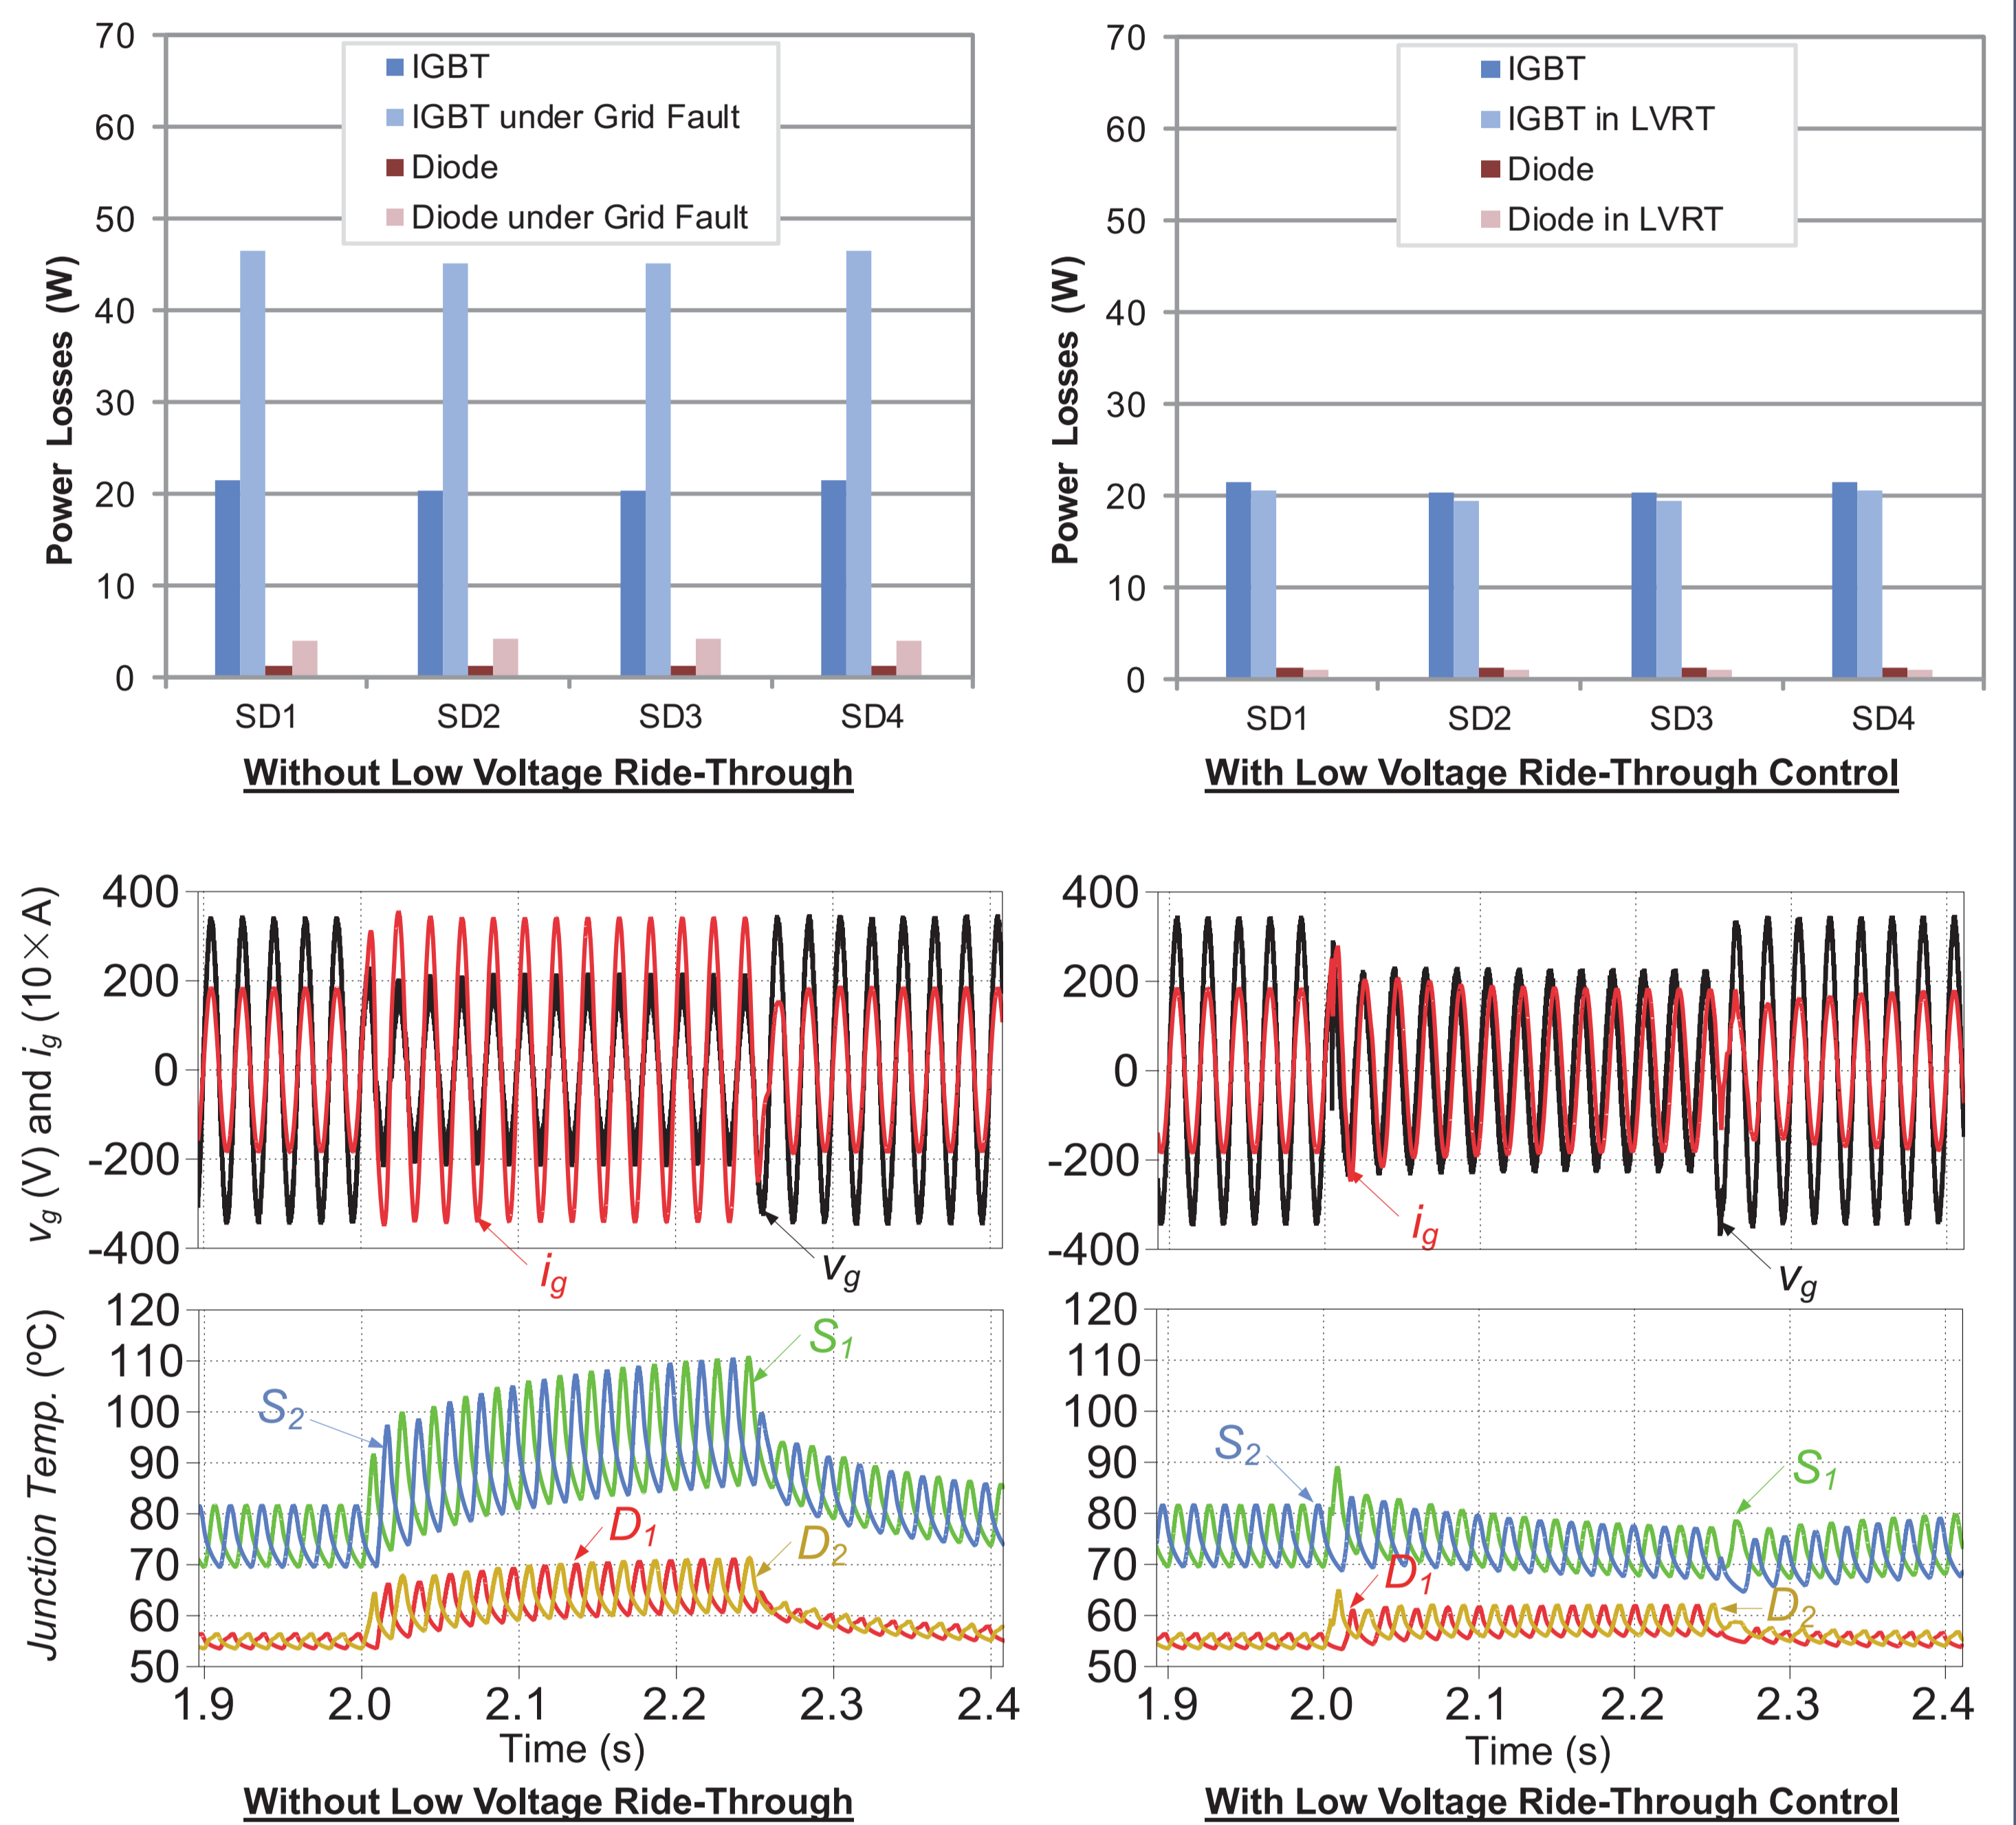 70
60
50
40
30
20
10
0
Power Losses (W)
IGBT
IGBT under Grid Fault
Diode
Diode under Grid Fault
SD1 SD2 SD3 SD4
Without Low Voltage Ride-Through
70
60
50
40
30
20
10
0
Power Losses (W)
IGBT
IGBT in LVRT
Diode
Diode in LVRT
SD1 SD2 SD3 SD4
With Low Voltage Ride-Through Control
400
200
0
-200
-400
vg (V) and ig (10×A)
ig
vg
120
110
100
90
80
70
60
50
Junction Temp. (ºC)
S2
S1
D1
D2
1.9 2.0 2.1 2.2 2.3 2.4
Time (s)
Without Low Voltage Ride-Through
400
200
0
-200
-400
ig
vg
120
110
100
90
80
70
60
50
S2
S1
D1
D2
1.9 2.0 2.1 2.2 2.3 2.4
Time (s)
With Low Voltage Ride-Through Control